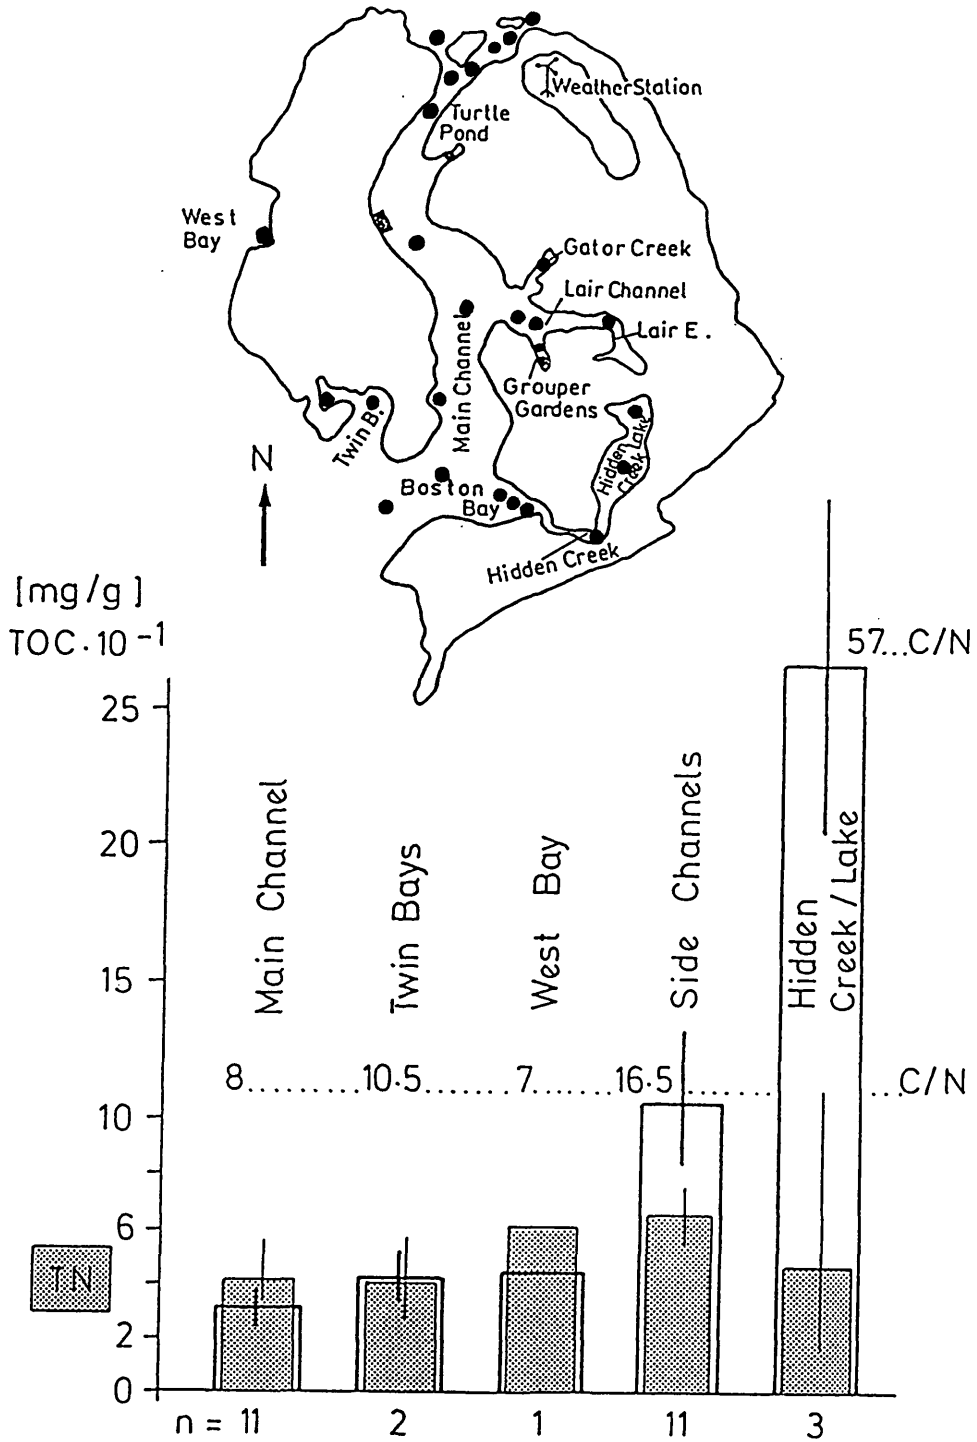 Weather Station
Turtle
Pond
West
Bay
Gator Creek
Lair Channel
Lair E.
Main Channel
Grouper
Gardens
Twin B.
Hidden
Creek Lake
N
Boston
Bay
Hidden Creek
[mg/g]
TOC·10⁻¹
57...C/N
25
20
15
10
6
2
0
Main Channel
Twin Bays
West Bay
Side Channels
Hidden
Creek/Lake
8..........10·5........7..........16·5..........C/N
TN
n = 11 2 1 11 3